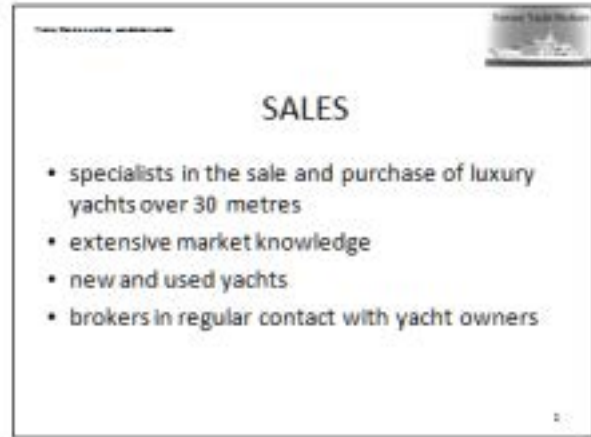 SALES
• specialists in the sale and purchase of luxury
yachts over 30 metres
• extensive market knowledge
• new and used yachts
• brokers in regular contact with yacht owners